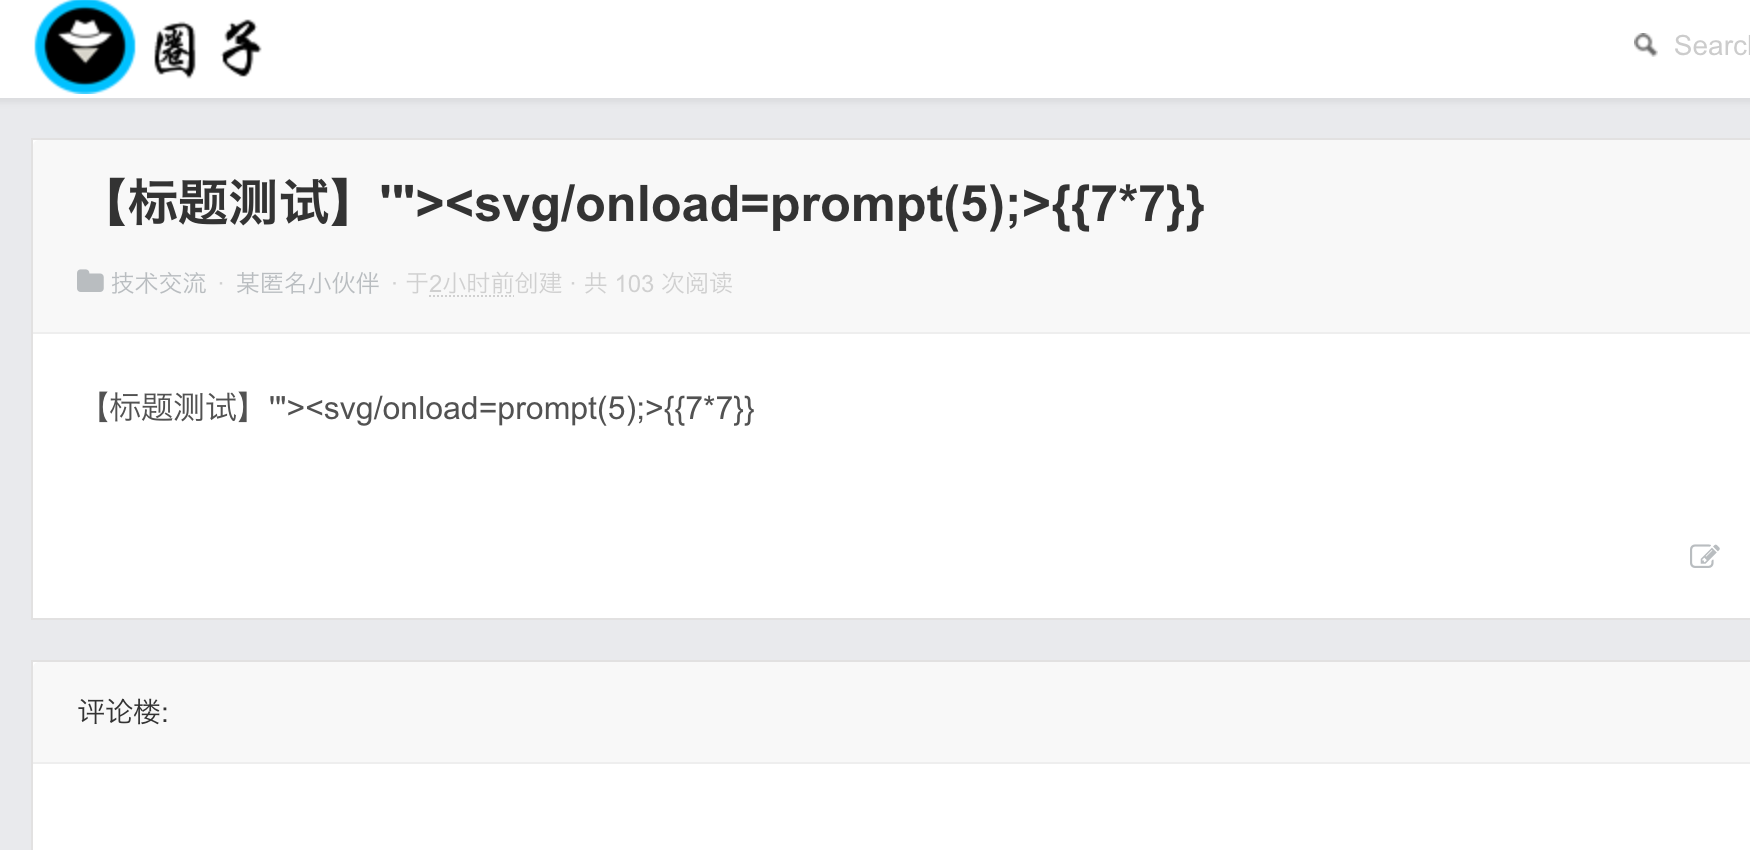 圈子
Search
【标题测试】'"><svg/onload=prompt(5);>{{7*7}}
技术交流 · 某匿名小伙伴 · 于2小时前创建 · 共 103 次阅读
【标题测试】'"><svg/onload=prompt(5);>{{7*7}}
评论楼: